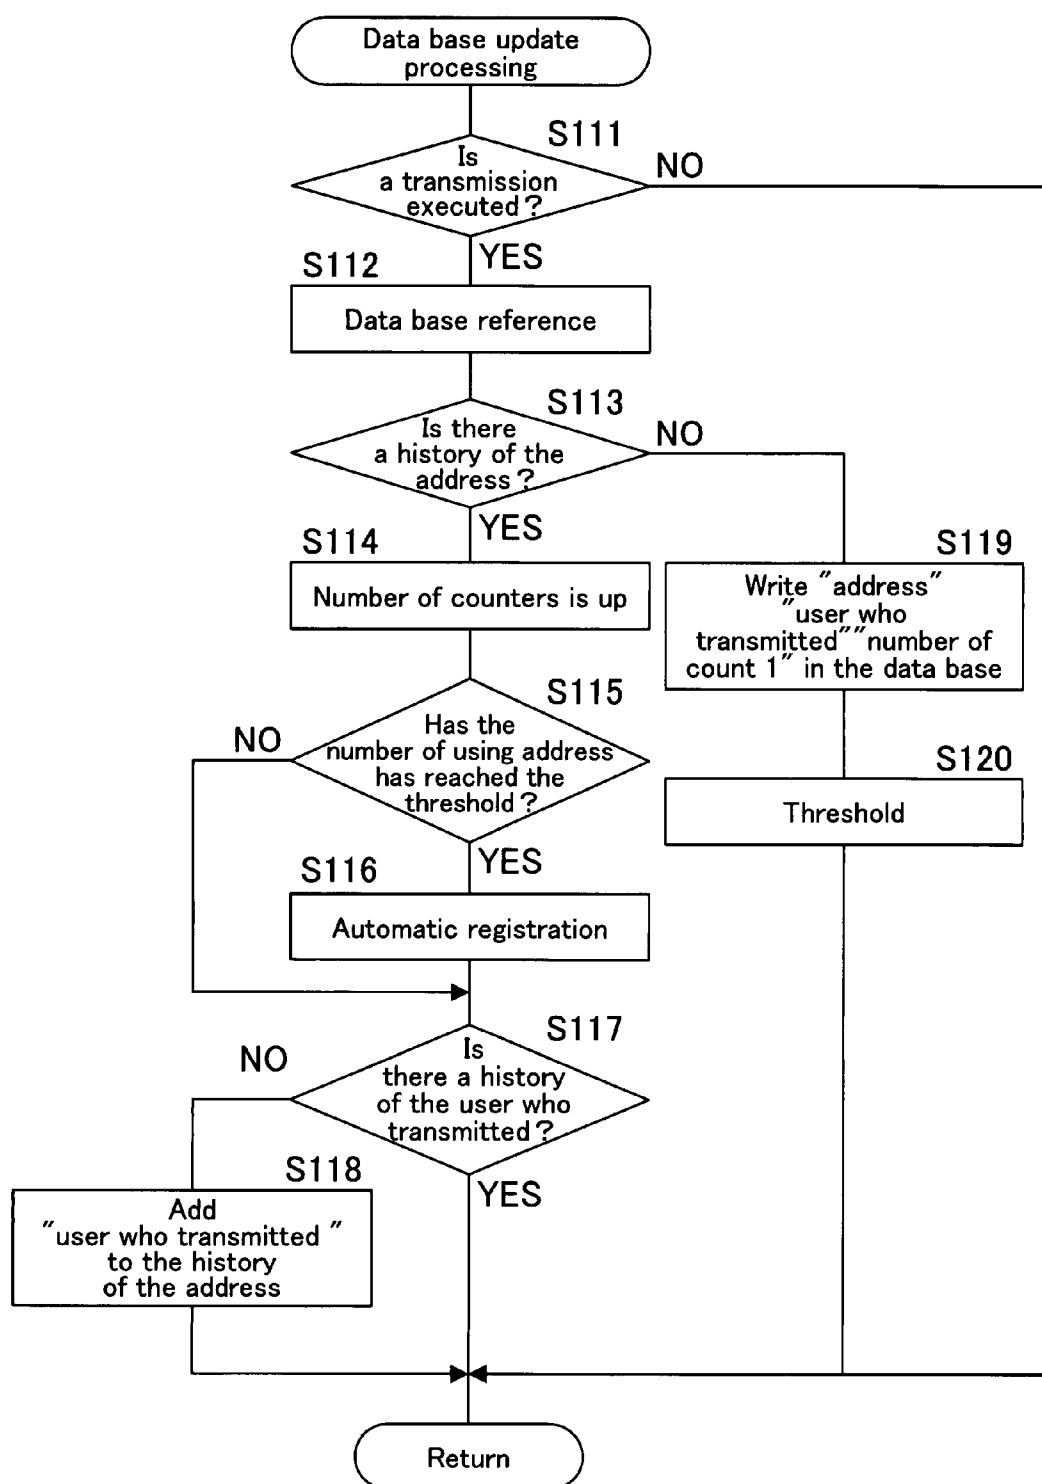 Data base update
processing
S111
Is
a transmission
executed?
NO
YES
S112
Data base reference
S113
Is there
a history of the
address?
NO
YES
S114
Number of counters is up
S119
Write "address"
"user who
transmitted""number of
count 1" in the data base
S115
Has the
number of using address
has reached the
threshold?
NO
YES
S120
Threshold
S116
Automatic registration
S117
Is
there a history
of the user who
transmitted?
NO
YES
S118
Add
"user who transmitted "
to the history
of the address
Return